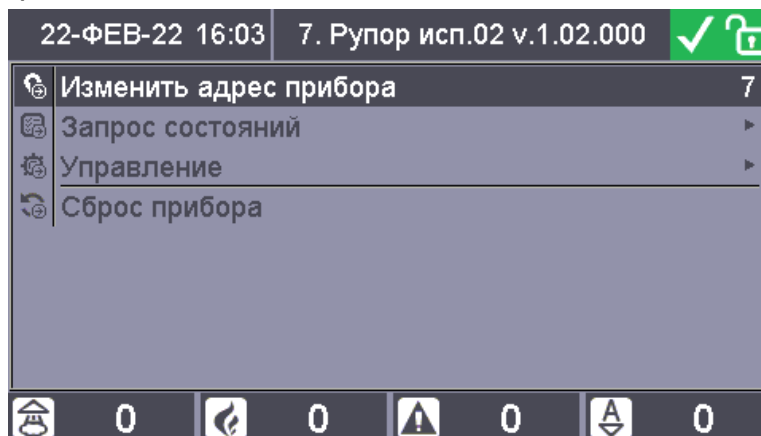 22-ФЕВ-22 16:03 7. Рупор исп.02 v.1.02.000
Изменить адрес прибора 7
Запрос состояний
Управление
Сброс прибора
0 0 0 A 0